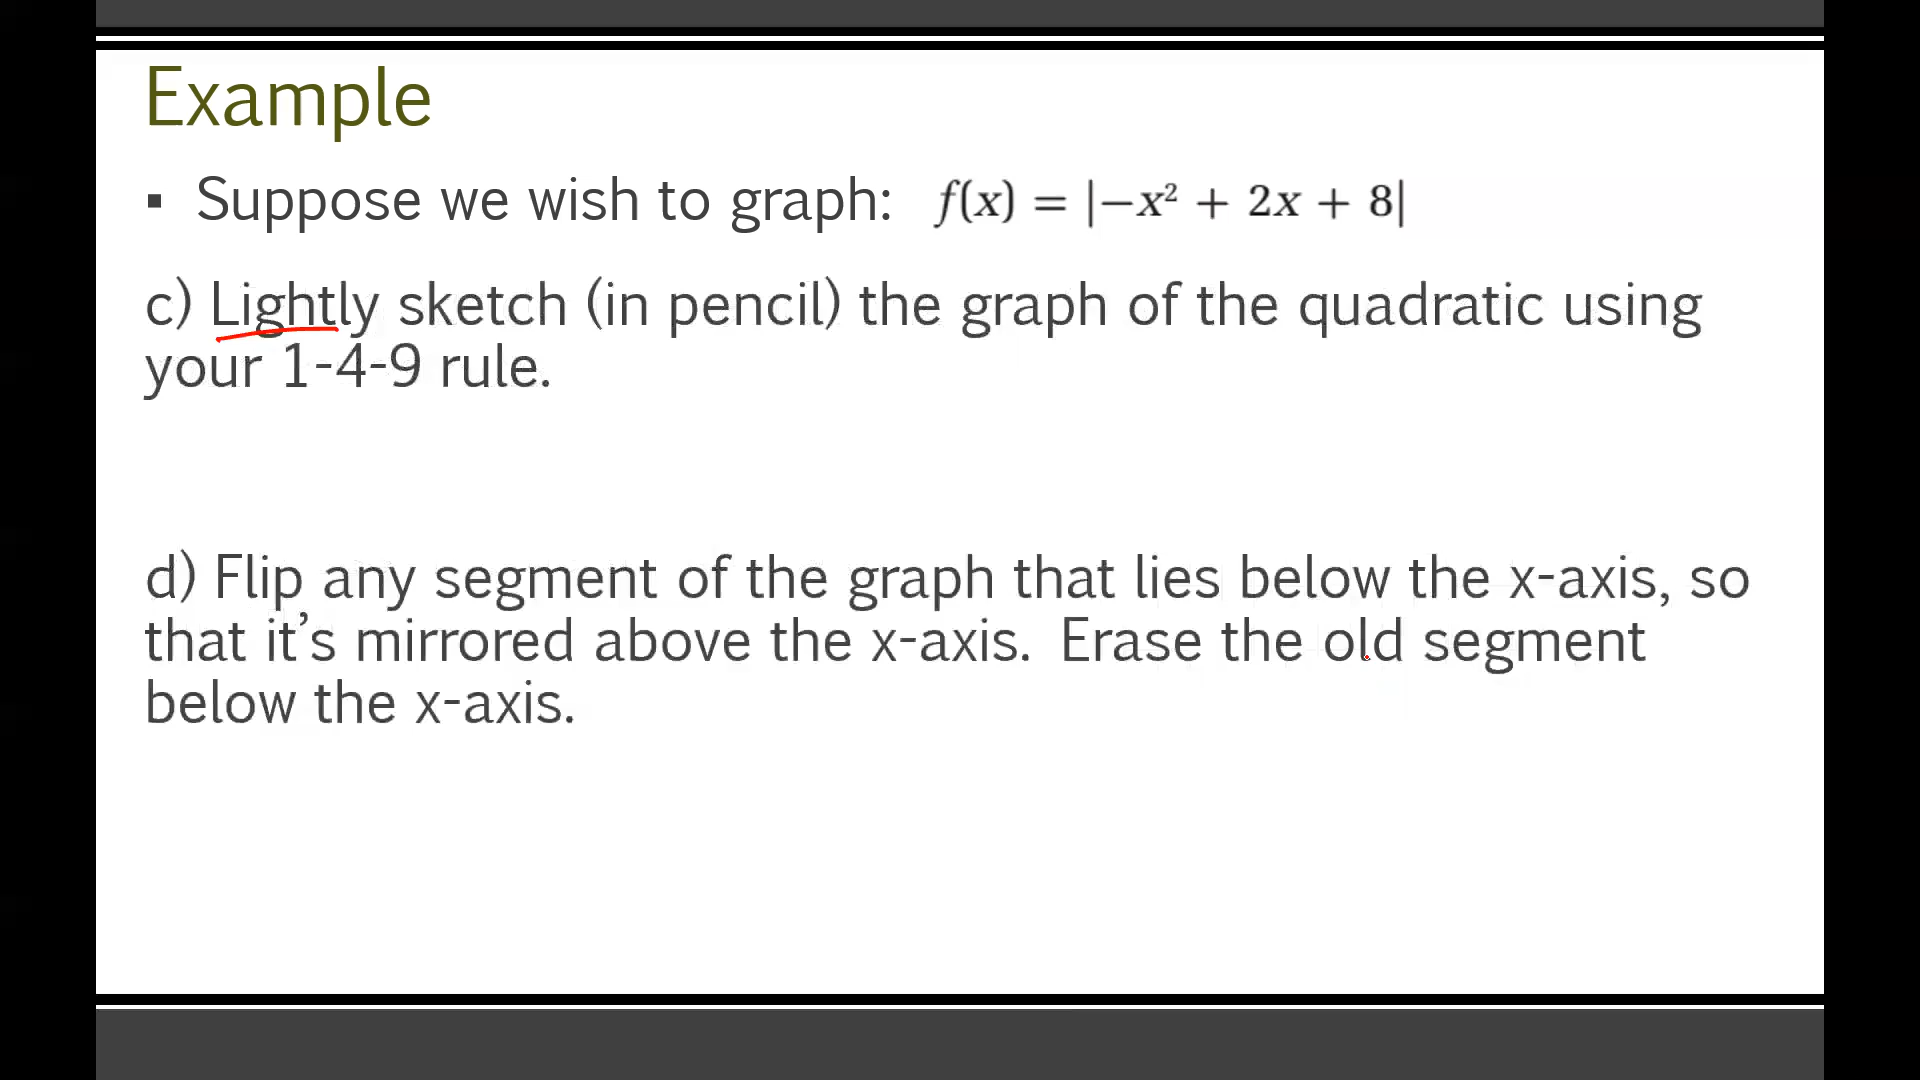 Example
▪ Suppose we wish to graph: f(x) = |−x² + 2x + 8|
c) Lightly sketch (in pencil) the graph of the quadratic using
your 1-4-9 rule.
d) Flip any segment of the graph that lies below the x-axis, so
that it’s mirrored above the x-axis. Erase the old segment
below the x-axis.